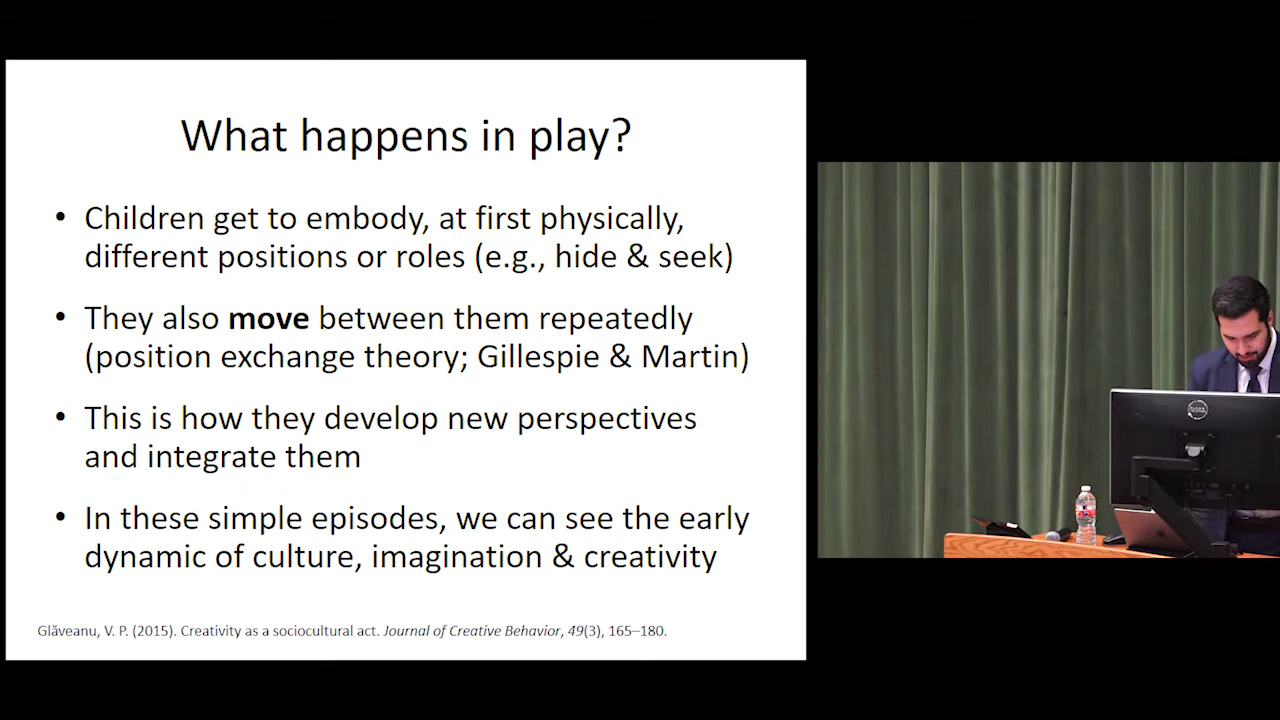 What happens in play?
• Children get to embody, at first physically,
different positions or roles (e.g., hide & seek)
• They also move between them repeatedly
(position exchange theory; Gillespie & Martin)
• This is how they develop new perspectives
and integrate them
• In these simple episodes, we can see the early
dynamic of culture, imagination & creativity
Glăveanu, V. P. (2015). Creativity as a sociocultural act. Journal of Creative Behavior, 49(3), 165–180.